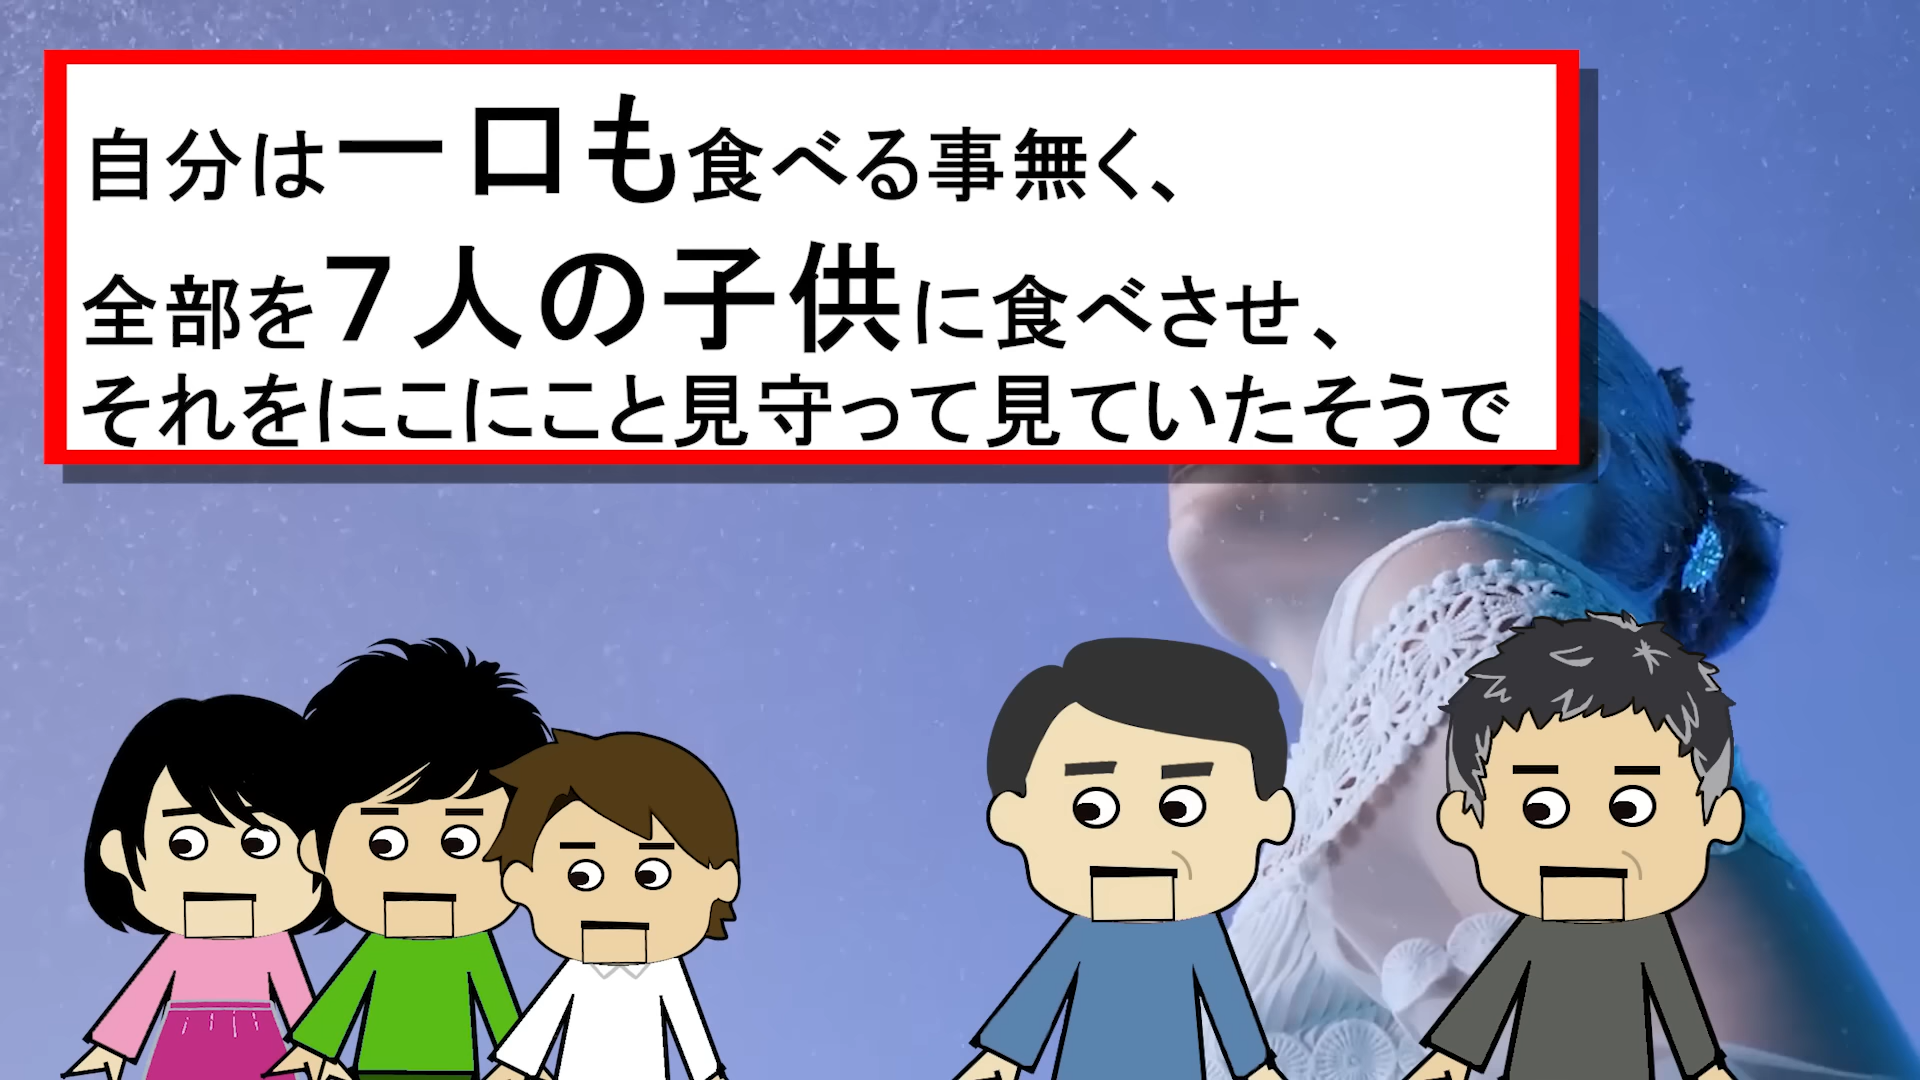 自分は一口も食べる事無く、
全部を７人の子供に食べさせ、
それをにこにこと見守って見ていたそうで